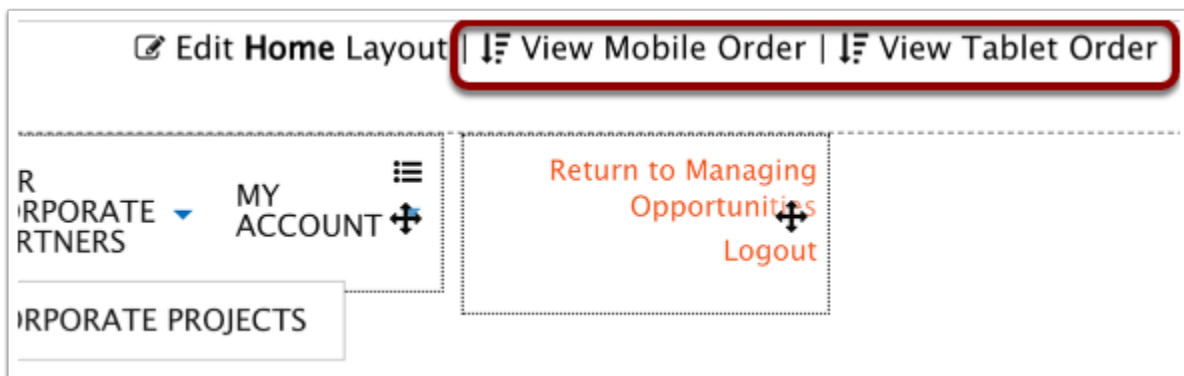 Edit Home Layout | View Mobile Order | View Tablet Order
R
RPORATE
RTNERS
MY
ACCOUNT
Return to Managing
Opportunities
Logout
ORPORATE PROJECTS